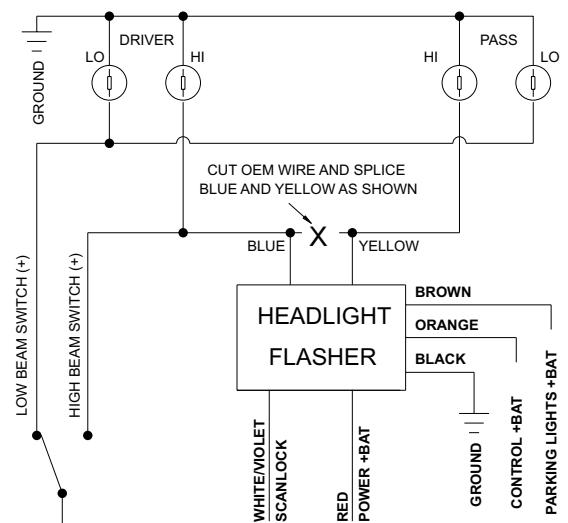 DRIVER
PASS
LO
HI
HI
LO
GROUND
CUT OEM WIRE AND SPLICE
BLUE AND YELLOW AS SHOWN
X
BLUE
YELLOW
LOW BEAM SWITCH (+)
HIGH BEAM SWITCH (+)
HEADLIGHT
FLASHER
BROWN
ORANGE
BLACK
WHITE/VIOLET
SCANLOCK
RED
POWER +BAT
GROUND
CONTROL +BAT
PARKING LIGHTS +BAT